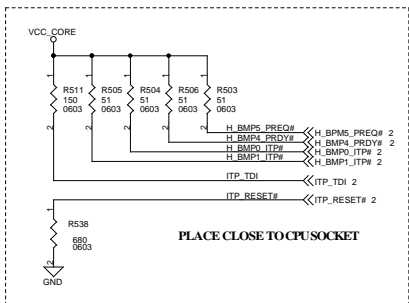 VCC_CORE
1 1 1 1 1
R511 R505 R504 R506 R503
150 51 51 51 51
0603 0603 0603 0603 0603
2 2 2 2 2
H_BMP5_PREQ# H_BPM5_PREQ# 2
H_BMP4_PRDY# H_BMP4_PRDY# 2
H_BMP0_ITP# H_BMP0_ITP# 2
H_BMP1_ITP# H_BMP1_ITP# 2
ITP_TDI ITP_TDI 2
ITP_RESET# ITP_RESET# 2
1
R538
680
0603
2
PLACE CLOSE TO CPU SOCKET
GND